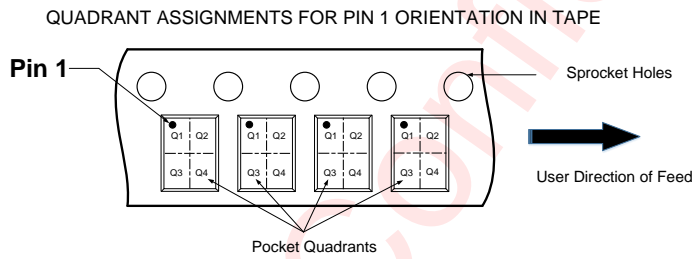 QUADRANT ASSIGNMENTS FOR PIN 1 ORIENTATION IN TAPE
Pin 1
Sprocket Holes
Q1 Q2 Q1 Q2 Q1 Q2 Q1 Q2
Q3 Q4 Q3 Q4 Q3 Q4 Q3 Q4
User Direction of Feed
Pocket Quadrants